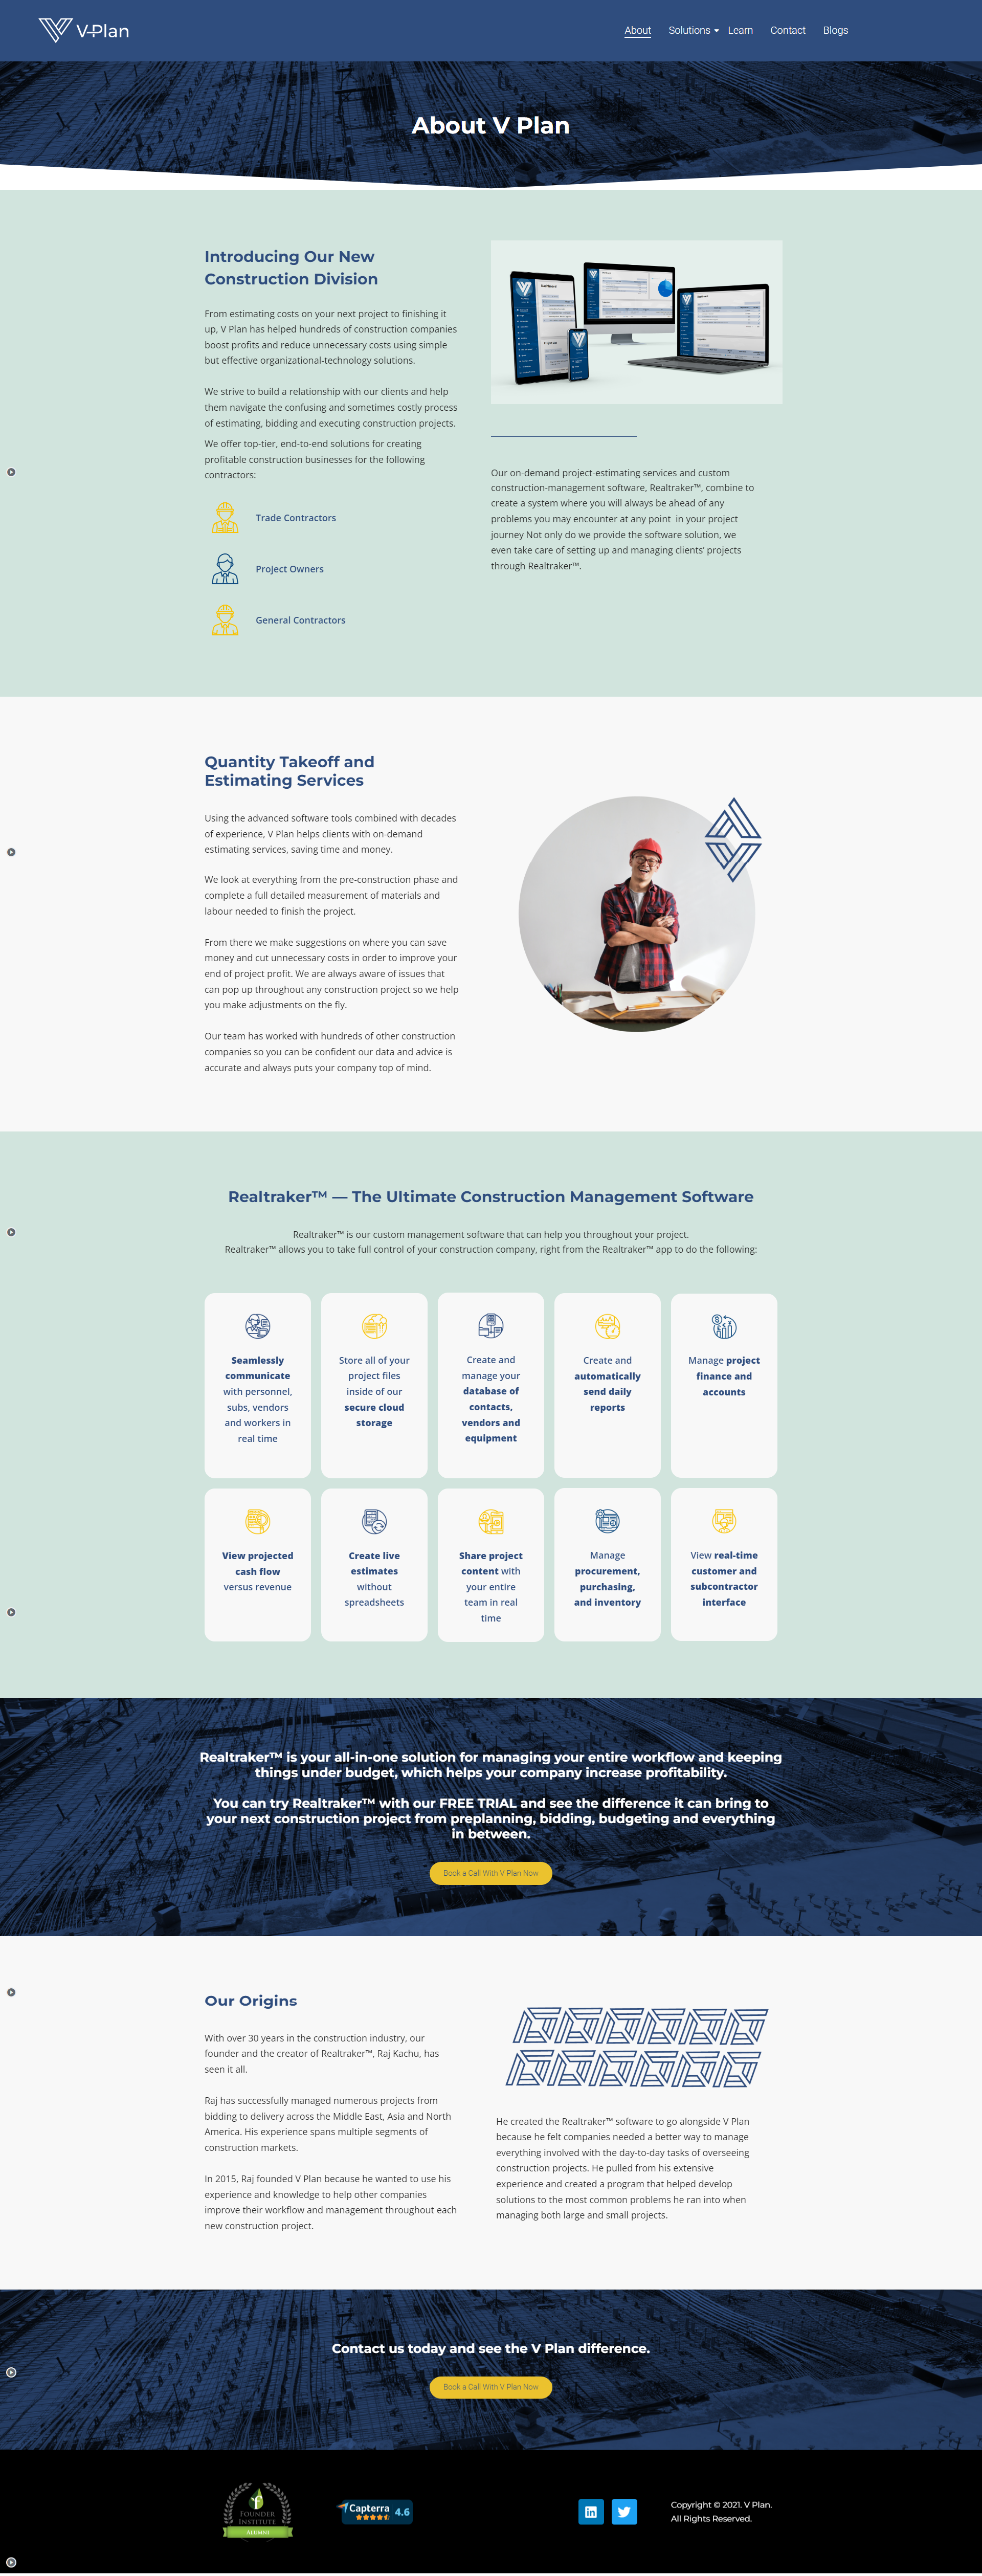 V-Plan
About Solutions Learn Contact Blogs
About V Plan
Introducing Our New
Construction Division
From estimating costs on your next project to finishing it
up, V Plan has helped hundreds of construction companies
boost profits and reduce unnecessary costs using simple
but effective organizational-technology solutions.
We strive to build a relationship with our clients and help
them navigate the confusing and sometimes costly process
of estimating, bidding and executing construction projects.
We offer top-tier, end-to-end solutions for creating
profitable construction businesses for the following
contractors:
Trade Contractors
Project Owners
General Contractors
Our on-demand project-estimating services and custom
construction-management software, Realtraker™, combine to
create a system where you will always be ahead of any
problems you may encounter at any point in your project
journey Not only do we provide the software solution, we
even take care of setting up and managing clients’ projects
through Realtraker™.
Quantity Takeoff and
Estimating Services
Using the advanced software tools combined with decades
of experience, V Plan helps clients with on-demand
estimating services, saving time and money.
We look at everything from the pre-construction phase and
complete a full detailed measurement of materials and
labour needed to finish the project.
From there we make suggestions on where you can save
money and cut unnecessary costs in order to improve your
end of project profit. We are always aware of issues that
can pop up throughout any construction project so we help
you make adjustments on the fly.
Our team has worked with hundreds of other construction
companies so you can be confident our data and advice is
accurate and always puts your company top of mind.
Realtraker™ — The Ultimate Construction Management Software
Realtraker™ is our custom management software that can help you throughout your project.
Realtraker™ allows you to take full control of your construction company, right from the Realtraker™ app to do the following:
Seamlessly
communicate
with personnel,
subs, vendors
and workers in
real time
Store all of your
project files
inside of our
secure cloud
storage
Create and
manage your
database of
contacts,
vendors and
equipment
Create and
automatically
send daily
reports
Manage project
finance and
accounts
View projected
cash flow
versus revenue
Create live
estimates
without
spreadsheets
Share project
content with
your entire
team in real
time
Manage
procurement,
purchasing,
and inventory
View real-time
customer and
subcontractor
interface
Realtraker™ is your all-in-one solution for managing your entire workflow and keeping
things under budget, which helps your company increase profitability.
You can try Realtraker™ with our FREE TRIAL and see the difference it can bring to
your next construction project from preplanning, bidding, budgeting and everything
in between.
Book a Call With V Plan Now
Our Origins
With over 30 years in the construction industry, our
founder and the creator of Realtraker™, Raj Kachu, has
seen it all.
Raj has successfully managed numerous projects from
bidding to delivery across the Middle East, Asia and North
America. His experience spans multiple segments of
construction markets.
In 2015, Raj founded V Plan because he wanted to use his
experience and knowledge to help other companies
improve their workflow and management throughout each
new construction project.
He created the Realtraker™ software to go alongside V Plan
because he felt companies needed a better way to manage
everything involved with the day-to-day tasks of overseeing
construction projects. He pulled from his extensive
experience and created a program that helped develop
solutions to the most common problems he ran into when
managing both large and small projects.
Contact us today and see the V Plan difference.
Book a Call With V Plan Now
FOUNDER
INSTITUTE
ALUMNI
Capterra 4.6
Copyright © 2021. V Plan.
All Rights Reserved.